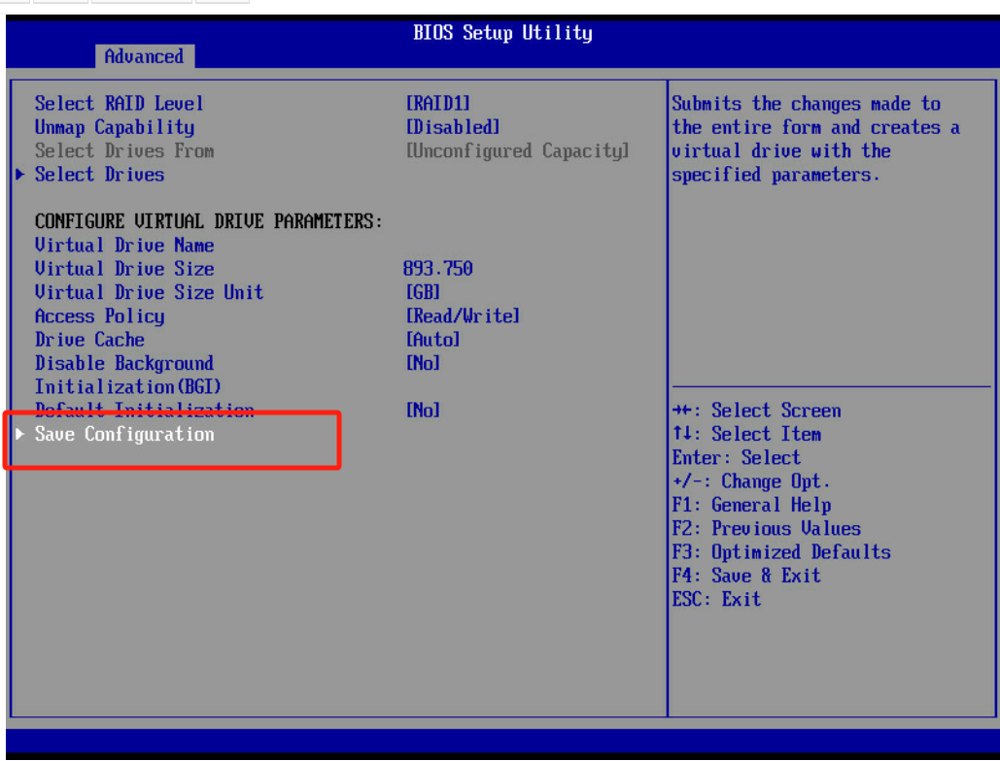 BIOS Setup Utility
Advanced
Select RAID Level [RAID1]
Unmap Capability [Disabled]
Select Drives From [Unconfigured Capacity]
Select Drives
CONFIGURE VIRTUAL DRIVE PARAMETERS:
Virtual Drive Name
Virtual Drive Size 893.750
Virtual Drive Size Unit [GB]
Access Policy [Read/Write]
Drive Cache [Auto]
Disable Background [No]
Initialization(BGI)
Default Initialization [No]
Save Configuration
Submits the changes made to
the entire form and creates a
virtual drive with the
specified parameters.
→←: Select Screen
↑↓: Select Item
Enter: Select
+/-: Change Opt.
F1: General Help
F2: Previous Values
F3: Optimized Defaults
F4: Save & Exit
ESC: Exit